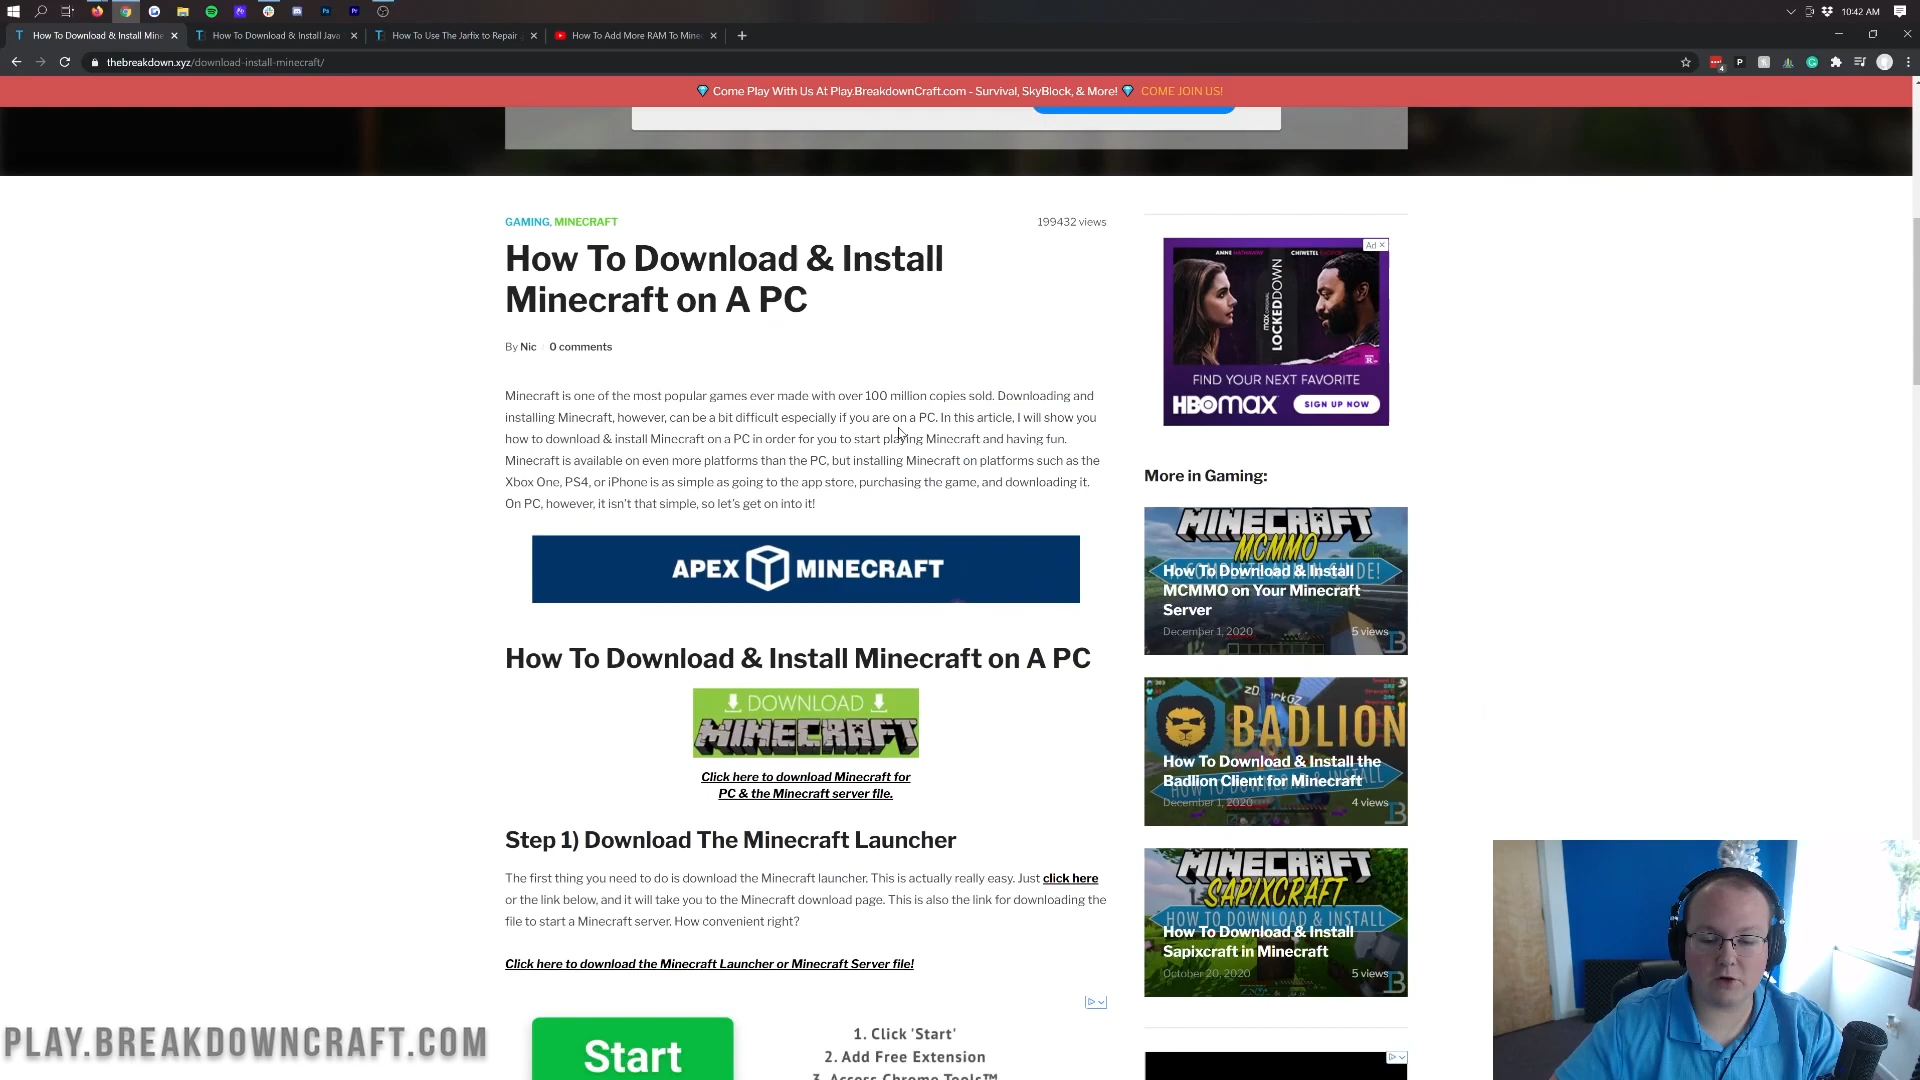 10:42 AM
How To Download & Install Mine
How To Download & Install Java
How To Use The Jarfix to Repair
How To Add More RAM To Mine
thebreakdown.xyz/download-install-minecraft/
Come Play With Us At Play.BreakdownCraft.com - Survival, SkyBlock, & More! COME JOIN US!
GAMING, MINECRAFT
199432 views
How To Download & Install
Minecraft on A PC
By Nic 0 comments
Minecraft is one of the most popular games ever made with over 100 million copies sold. Downloading and
installing Minecraft, however, can be a bit difficult especially if you are on a PC. In this article, I will show you
how to download & install Minecraft on a PC in order for you to start playing Minecraft and having fun.
Minecraft is available on even more platforms than the PC, but installing Minecraft on platforms such as the
Xbox One, PS4, or iPhone is as simple as going to the app store, purchasing the game, and downloading it.
On PC, however, it isn't that simple, so let's get on into it!
APEX MINECRAFT
How To Download & Install Minecraft on A PC
DOWNLOAD
MINECRAFT
Click here to download Minecraft for
PC & the Minecraft server file.
Step 1) Download The Minecraft Launcher
The first thing you need to do is download the Minecraft launcher. This is actually really easy. Just click here
or the link below, and it will take you to the Minecraft download page. This is also the link for downloading the
file to start a Minecraft server. How convenient right?
Click here to download the Minecraft Launcher or Minecraft Server file!
Start
1. Click 'Start'
2. Add Free Extension
3. Access Chrome Tools™
Ad
ANNE HATHAWAY
CHIWETEL
MAX ORIGINAL
LOCKED DOWN
FIND YOUR NEXT FAVORITE
HBOMAX
SIGN UP NOW
More in Gaming:
MINECRAFT
MCMMO
A COMPLETE ADMIN GUIDE!
How To Download & Install
MCMMO on Your Minecraft
Server
December 1, 2020
5 views
BADLION
HOW TO DOWNLOAD & INSTALL
How To Download & Install the
Badlion Client for Minecraft
December 1, 2020
4 views
MINECRAFT
SAPIXCRAFT
HOW TO DOWNLOAD & INSTALL
How To Download & Install
Sapixcraft in Minecraft
October 20, 2020
5 views
PLAY.BREAKDOWNCRAFT.COM